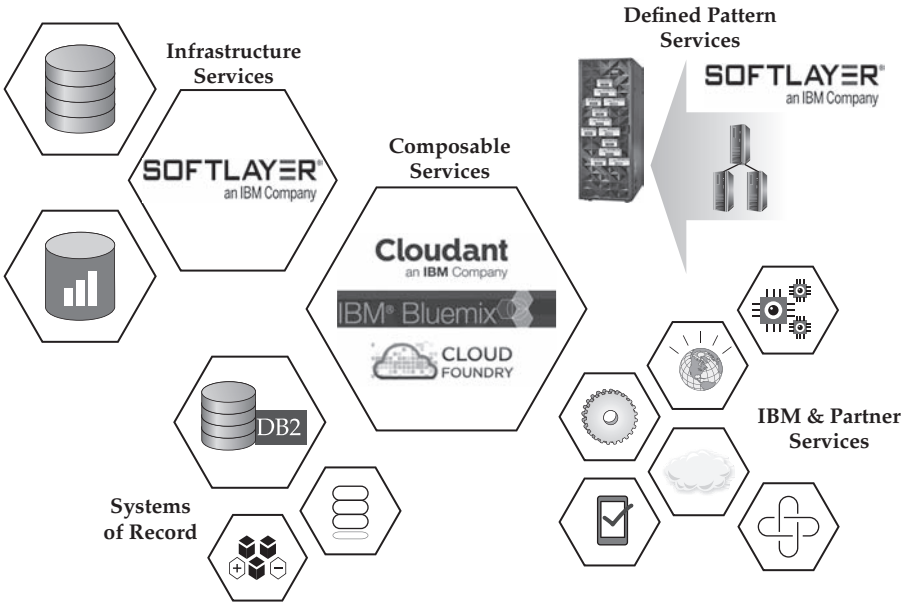 Infrastructure
Services
SOFTLAYER®
an IBM Company
Composable
Services
Cloudant
an IBM Company
IBM® Bluemix
CLOUD
FOUNDRY
Defined Pattern
Services
SOFTLAYER®
an IBM Company
DB2
Systems
of Record
+
−
IBM & Partner
Services